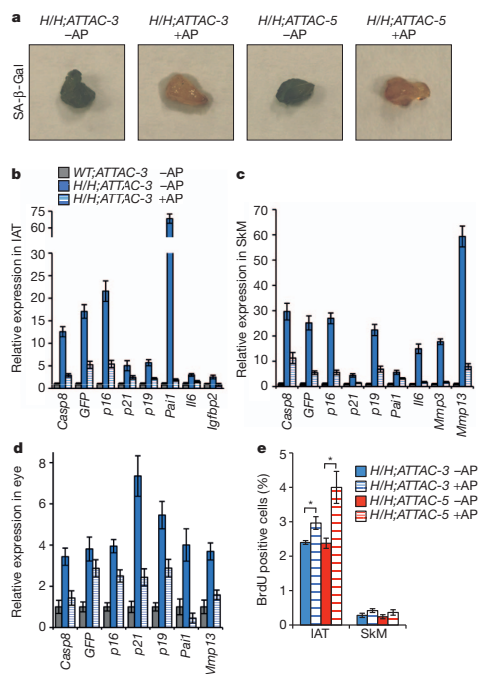 a
H/H;ATTAC-3 H/H;ATTAC-3 H/H;ATTAC-5 H/H;ATTAC-5
–AP +AP –AP +AP
SA-β-Gal
b
WT;ATTAC-3 –AP
H/H;ATTAC-3 –AP
H/H;ATTAC-3 +AP
Relative expression in IAT
75
60
30
25
20
15
10
5
0
Casp8 GFP p16 p21 p19 Pai1 Il6 Igfbp2
c
Relative expression in SkM
70
60
50
40
30
20
10
0
Casp8 GFP p16 p21 p19 Pai1 Il6 Mmp3 Mmp13
d
Relative expression in eye
8
6
4
2
0
Casp8 GFP p16 p21 p19 Pai1 Mmp13
e
H/H;ATTAC-3 –AP
H/H;ATTAC-3 +AP
H/H;ATTAC-5 –AP
H/H;ATTAC-5 +AP
BrdU positive cells (%)
5
4
3
2
1
0
* *
IAT SkM